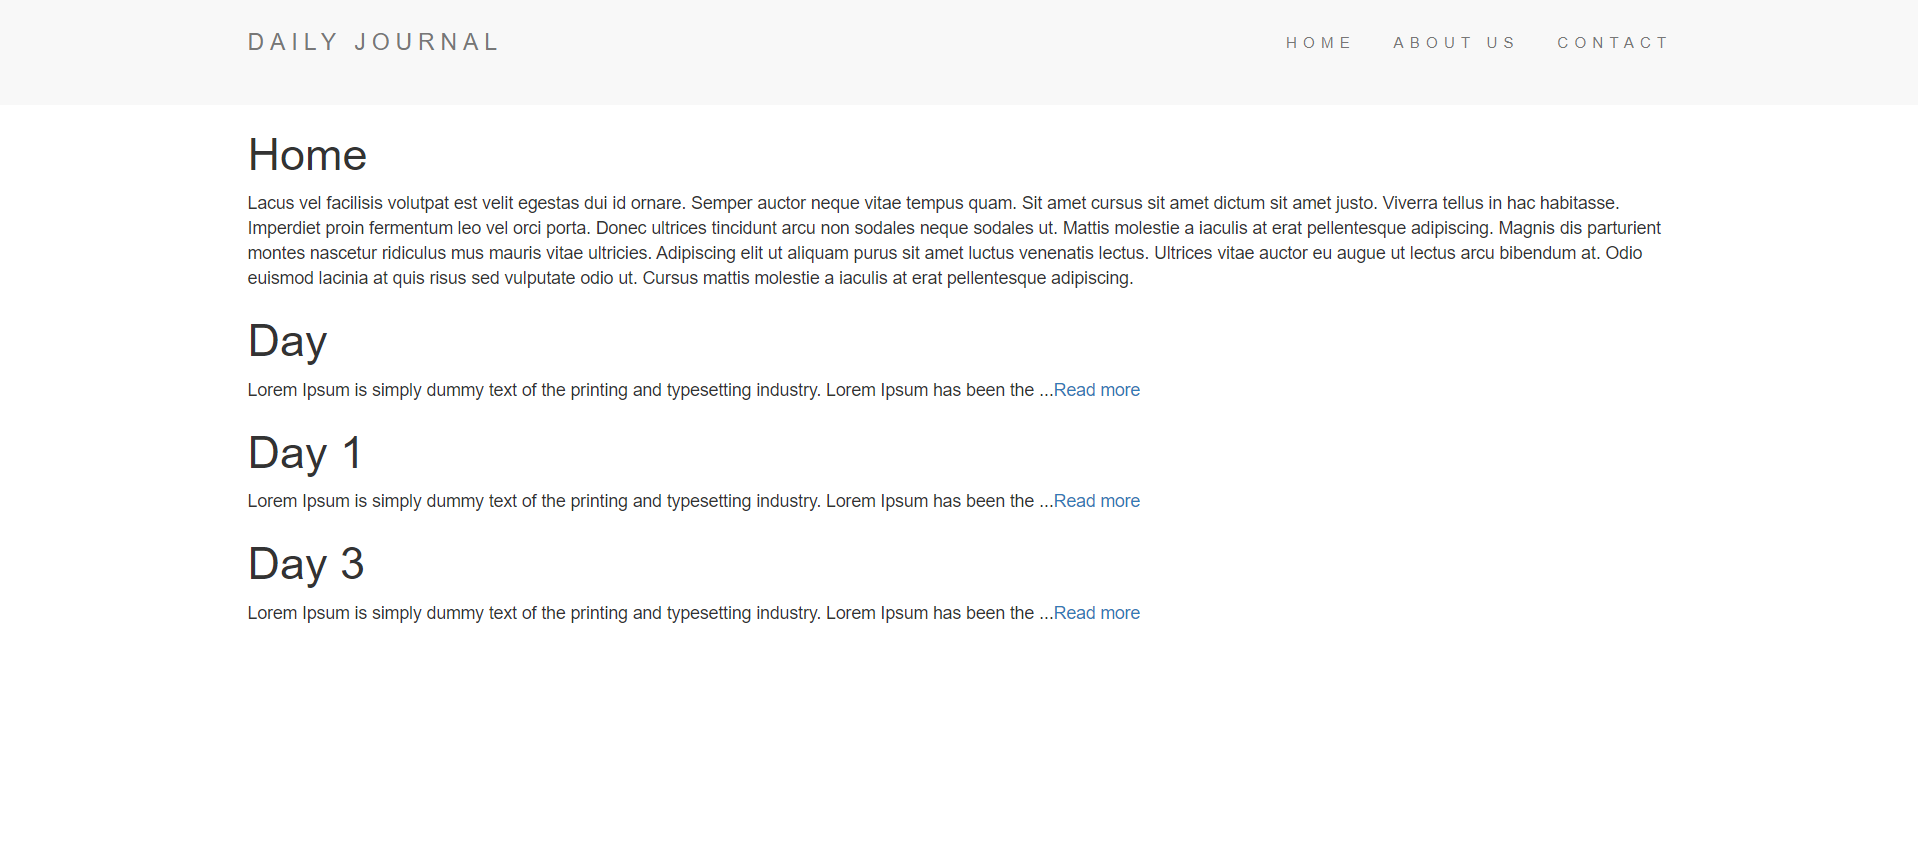 DAILY JOURNAL
HOME ABOUT US CONTACT
Home
Lacus vel facilisis volutpat est velit egestas dui id ornare. Semper auctor neque vitae tempus quam. Sit amet cursus sit amet dictum sit amet justo. Viverra tellus in hac habitasse.
Imperdiet proin fermentum leo vel orci porta. Donec ultrices tincidunt arcu non sodales neque sodales ut. Mattis molestie a iaculis at erat pellentesque adipiscing. Magnis dis parturient
montes nascetur ridiculus mus mauris vitae ultricies. Adipiscing elit ut aliquam purus sit amet luctus venenatis lectus. Ultrices vitae auctor eu augue ut lectus arcu bibendum at. Odio
euismod lacinia at quis risus sed vulputate odio ut. Cursus mattis molestie a iaculis at erat pellentesque adipiscing.
Day
Lorem Ipsum is simply dummy text of the printing and typesetting industry. Lorem Ipsum has been the ...Read more
Day 1
Lorem Ipsum is simply dummy text of the printing and typesetting industry. Lorem Ipsum has been the ...Read more
Day 3
Lorem Ipsum is simply dummy text of the printing and typesetting industry. Lorem Ipsum has been the ...Read more